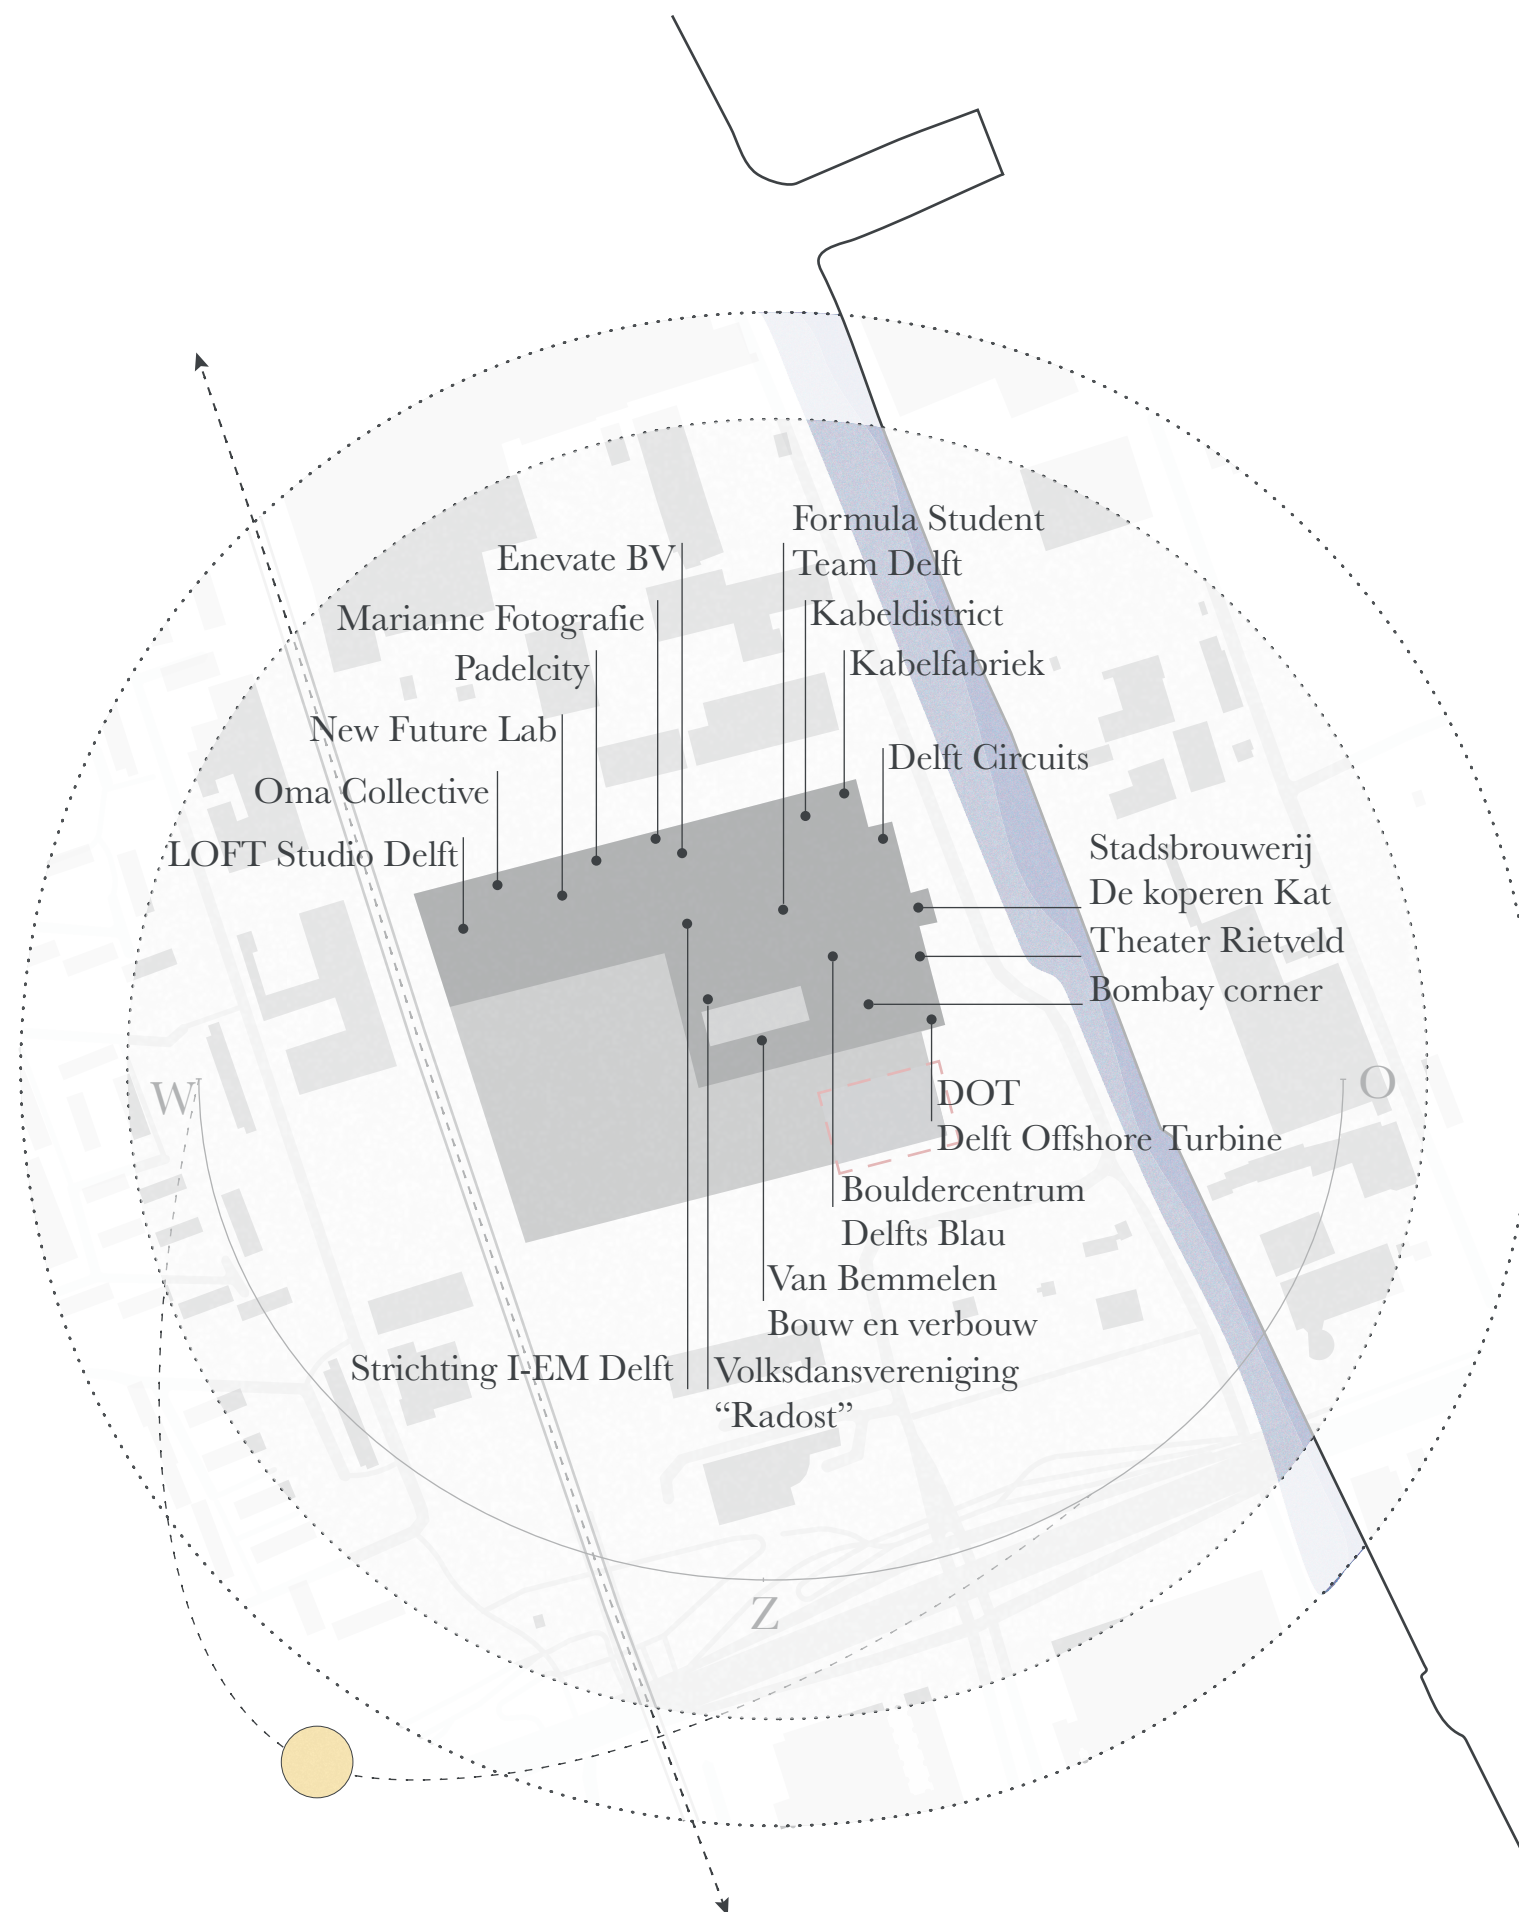 Formula Student
Team Delft
Enevate BV
Kabeldistrict
Marianne Fotografie
Kabelfabriek
Padelcity
New Future Lab
Delft Circuits
Oma Collective
LOFT Studio Delft
Stadsbrouwerij
De koperen Kat
Theater Rietveld
Bombay corner
W
O
DOT
Delft Offshore Turbine
Bouldercentrum
Delfts Blau
Van Bemmelen
Bouw en verbouw
Strichting I-EM Delft
Volksdansvereniging
“Radost”
Z